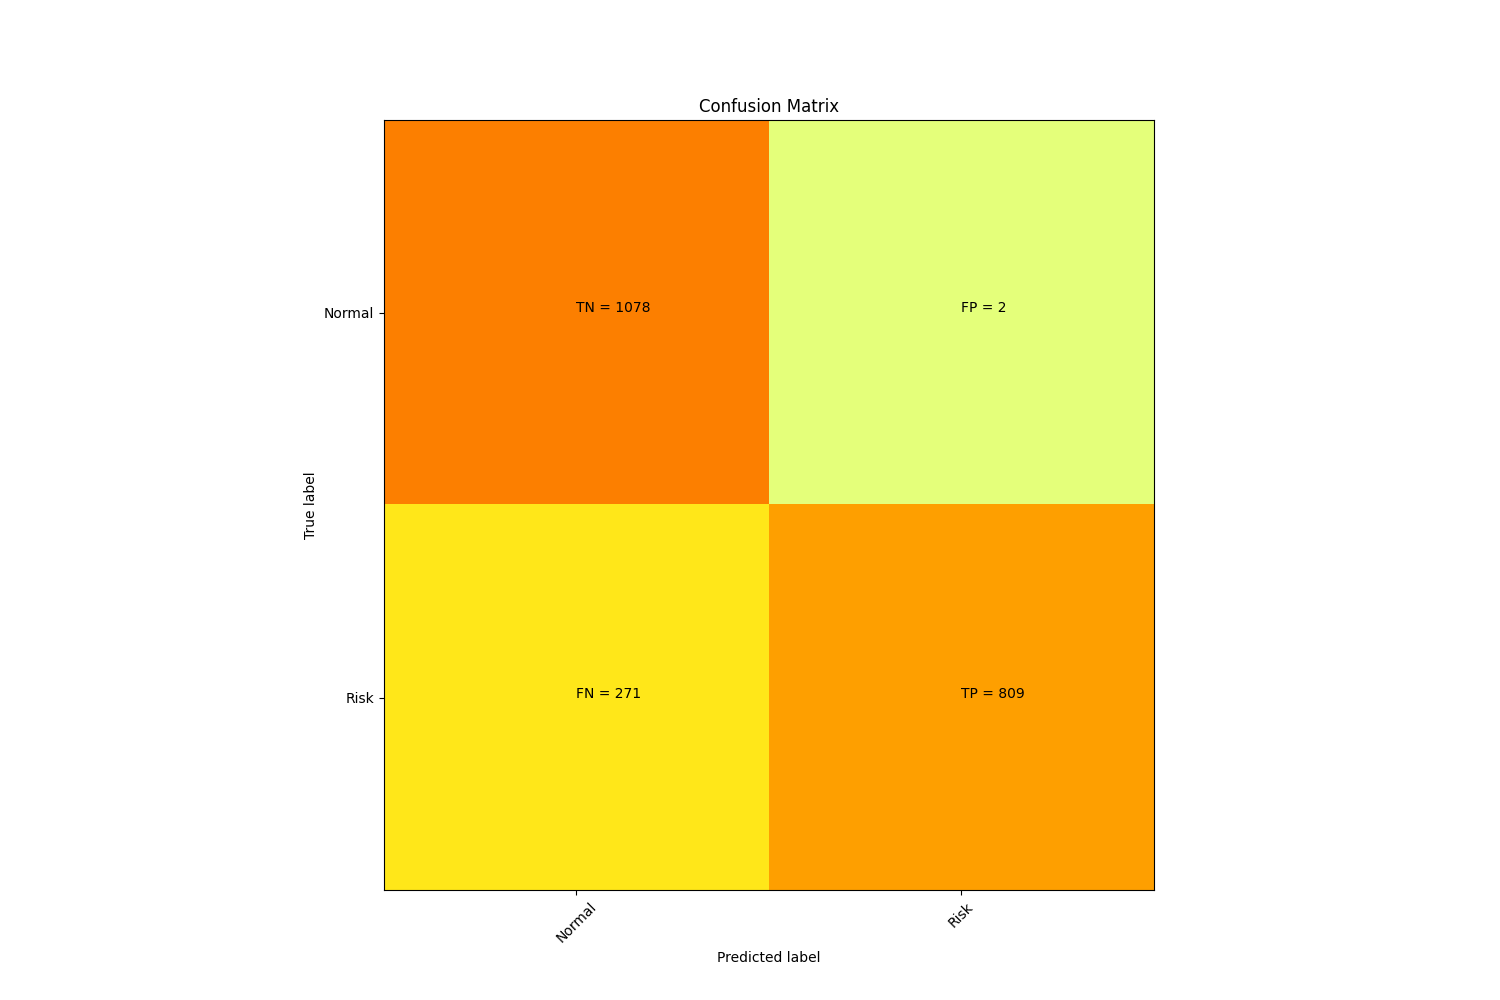 Confusion Matrix
Normal
TN = 1078
FP = 2
True label
Risk
FN = 271
TP = 809
Normal
Risk
Predicted label